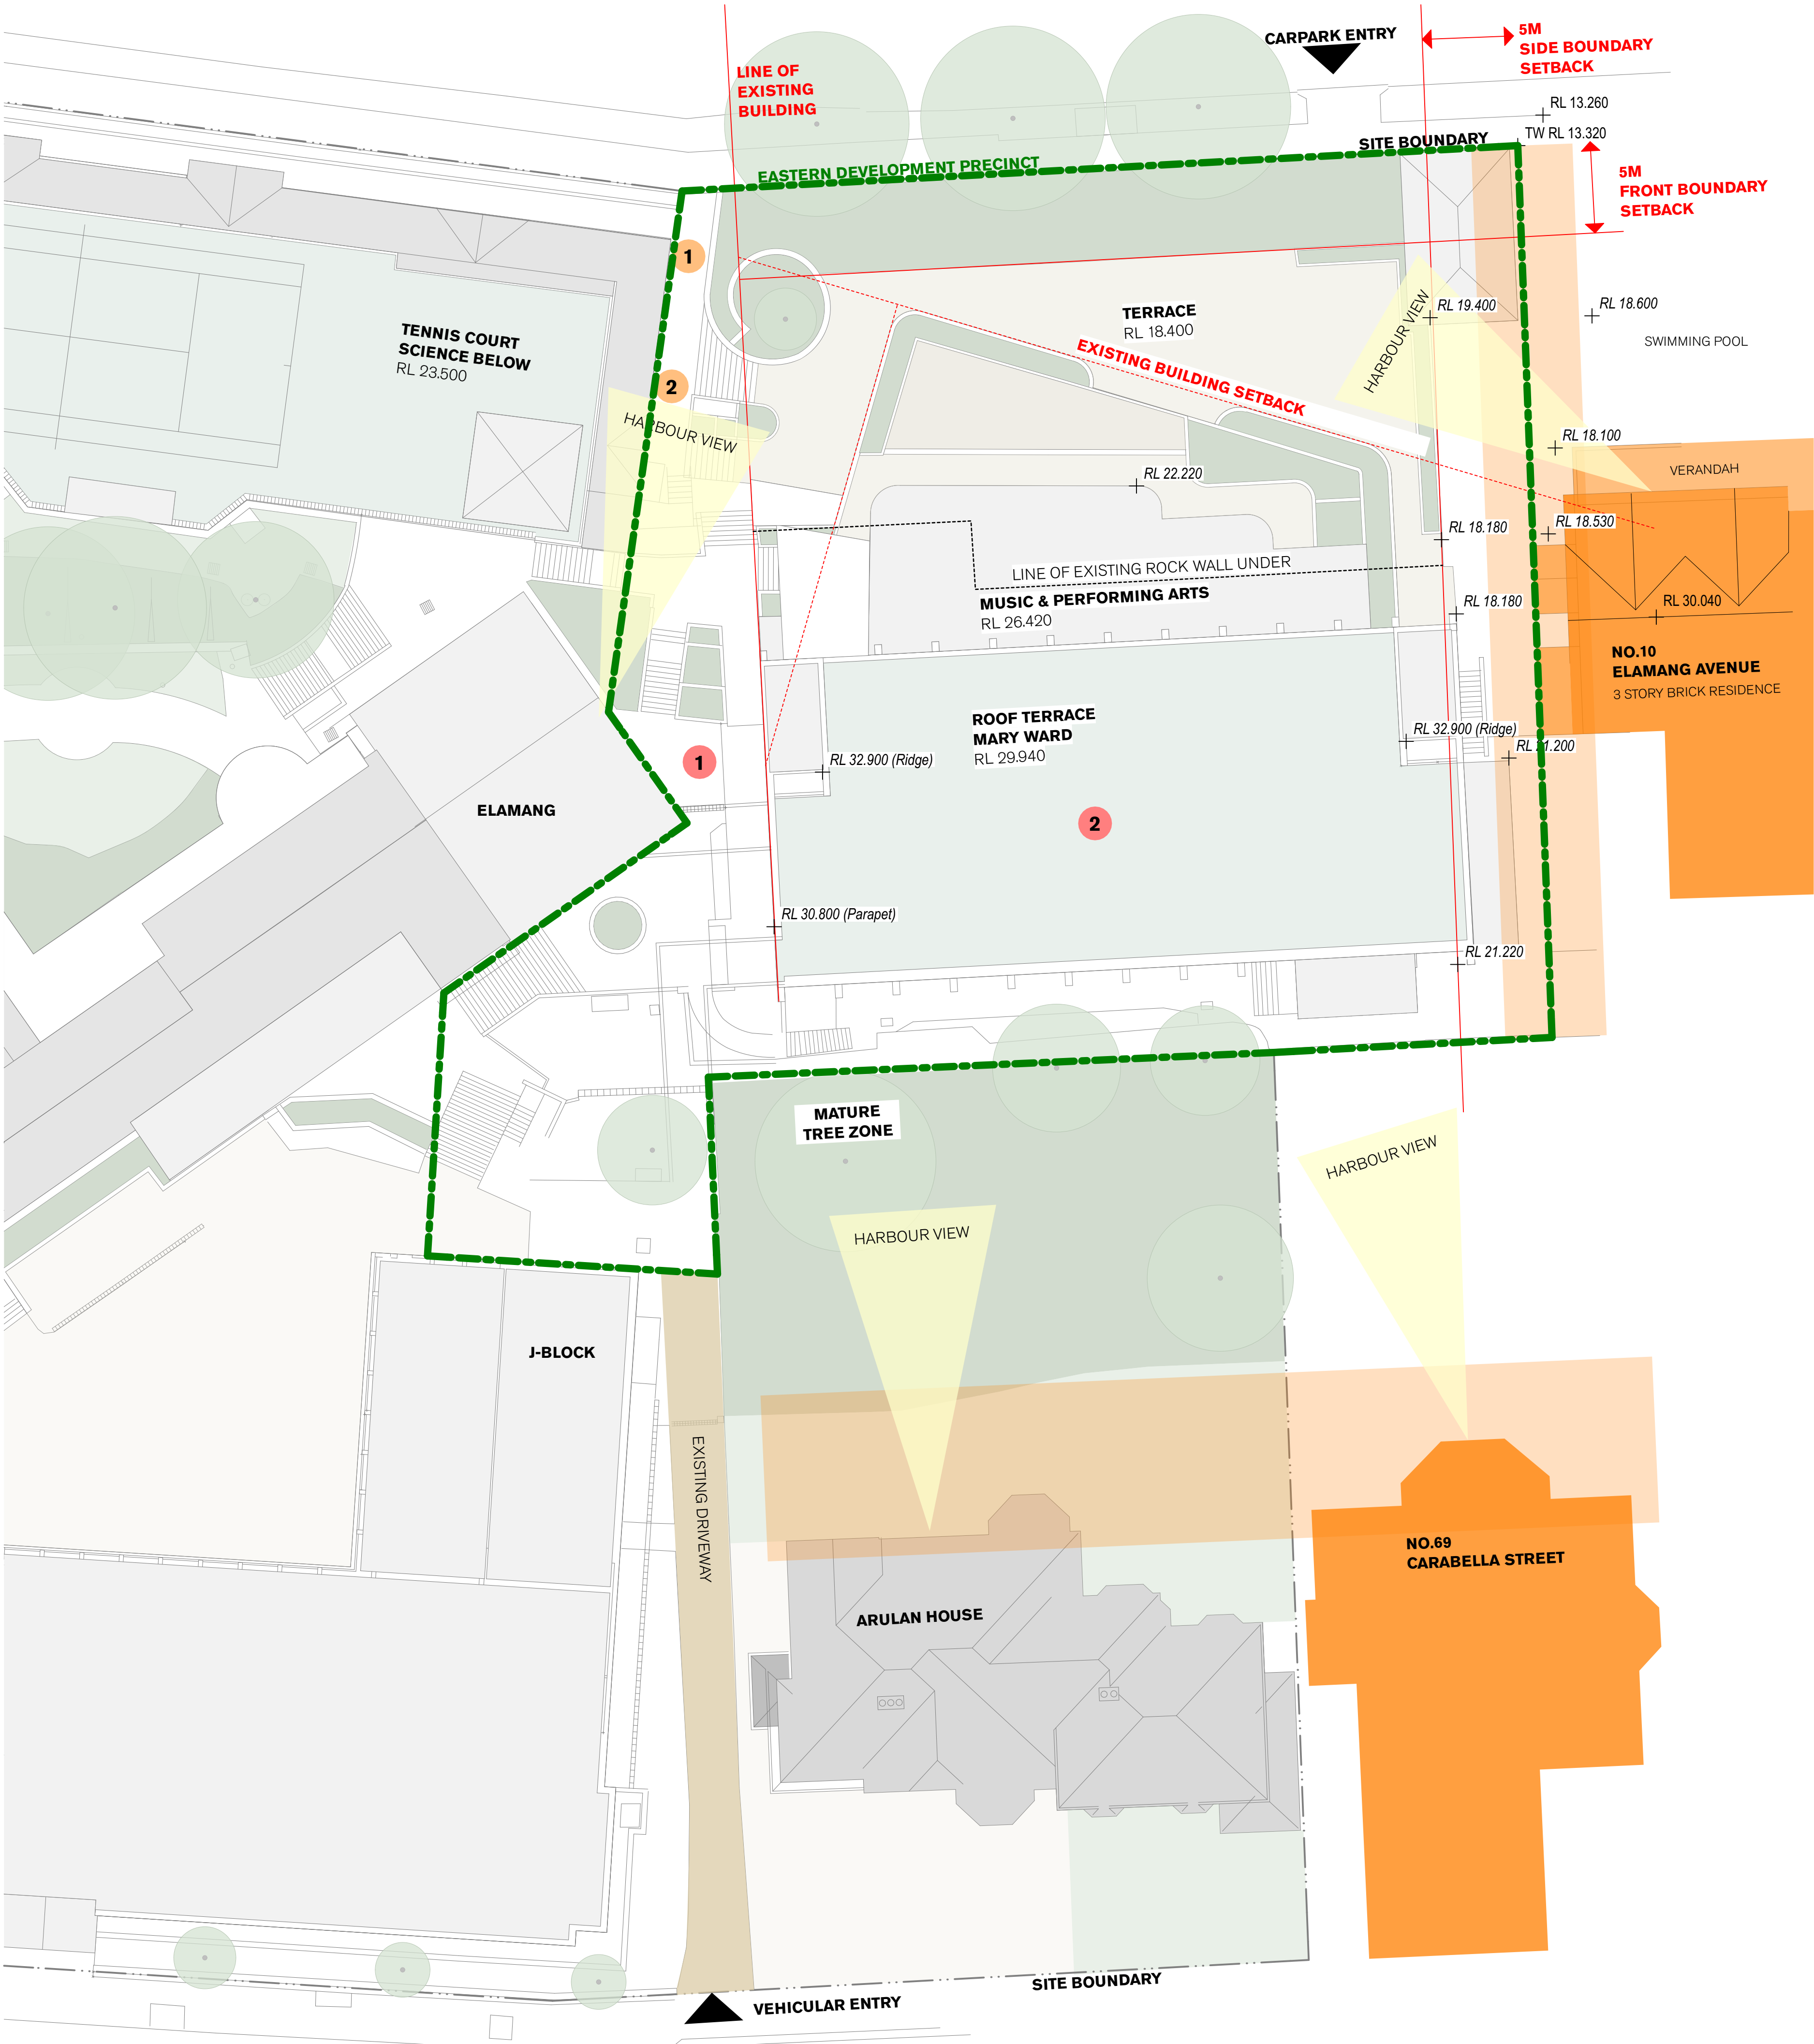 CARPARK ENTRY
5M
SIDE BOUNDARY
SETBACK
LINE OF
EXISTING
BUILDING
RL 13.260
TW RL 13.320
SITE BOUNDARY
EASTERN DEVELOPMENT PRECINCT
5M
FRONT BOUNDARY
SETBACK
1
TERRACE
RL 18.400
HARBOUR VIEW
RL 19.400
RL 18.600
SWIMMING POOL
TENNIS COURT
SCIENCE BELOW
RL 23.500
EXISTING BUILDING SETBACK
2
HARBOUR VIEW
RL 18.100
VERANDAH
RL 22.220
RL 18.180
RL 18.530
LINE OF EXISTING ROCK WALL UNDER
MUSIC & PERFORMING ARTS
RL 26.420
RL 18.180
RL 30.040
NO.10
ELAMANG AVENUE
3 STORY BRICK RESIDENCE
ROOF TERRACE
MARY WARD
RL 29.940
RL 32.900 (Ridge)
RL 32.900 (Ridge)
1
ELAMANG
2
RL 30.800 (Parapet)
RL 21.220
MATURE
TREE ZONE
HARBOUR VIEW
HARBOUR VIEW
J-BLOCK
EXISTING DRIVEWAY
NO.69
CARABELLA STREET
ARULAN HOUSE
SITE BOUNDARY
VEHICULAR ENTRY